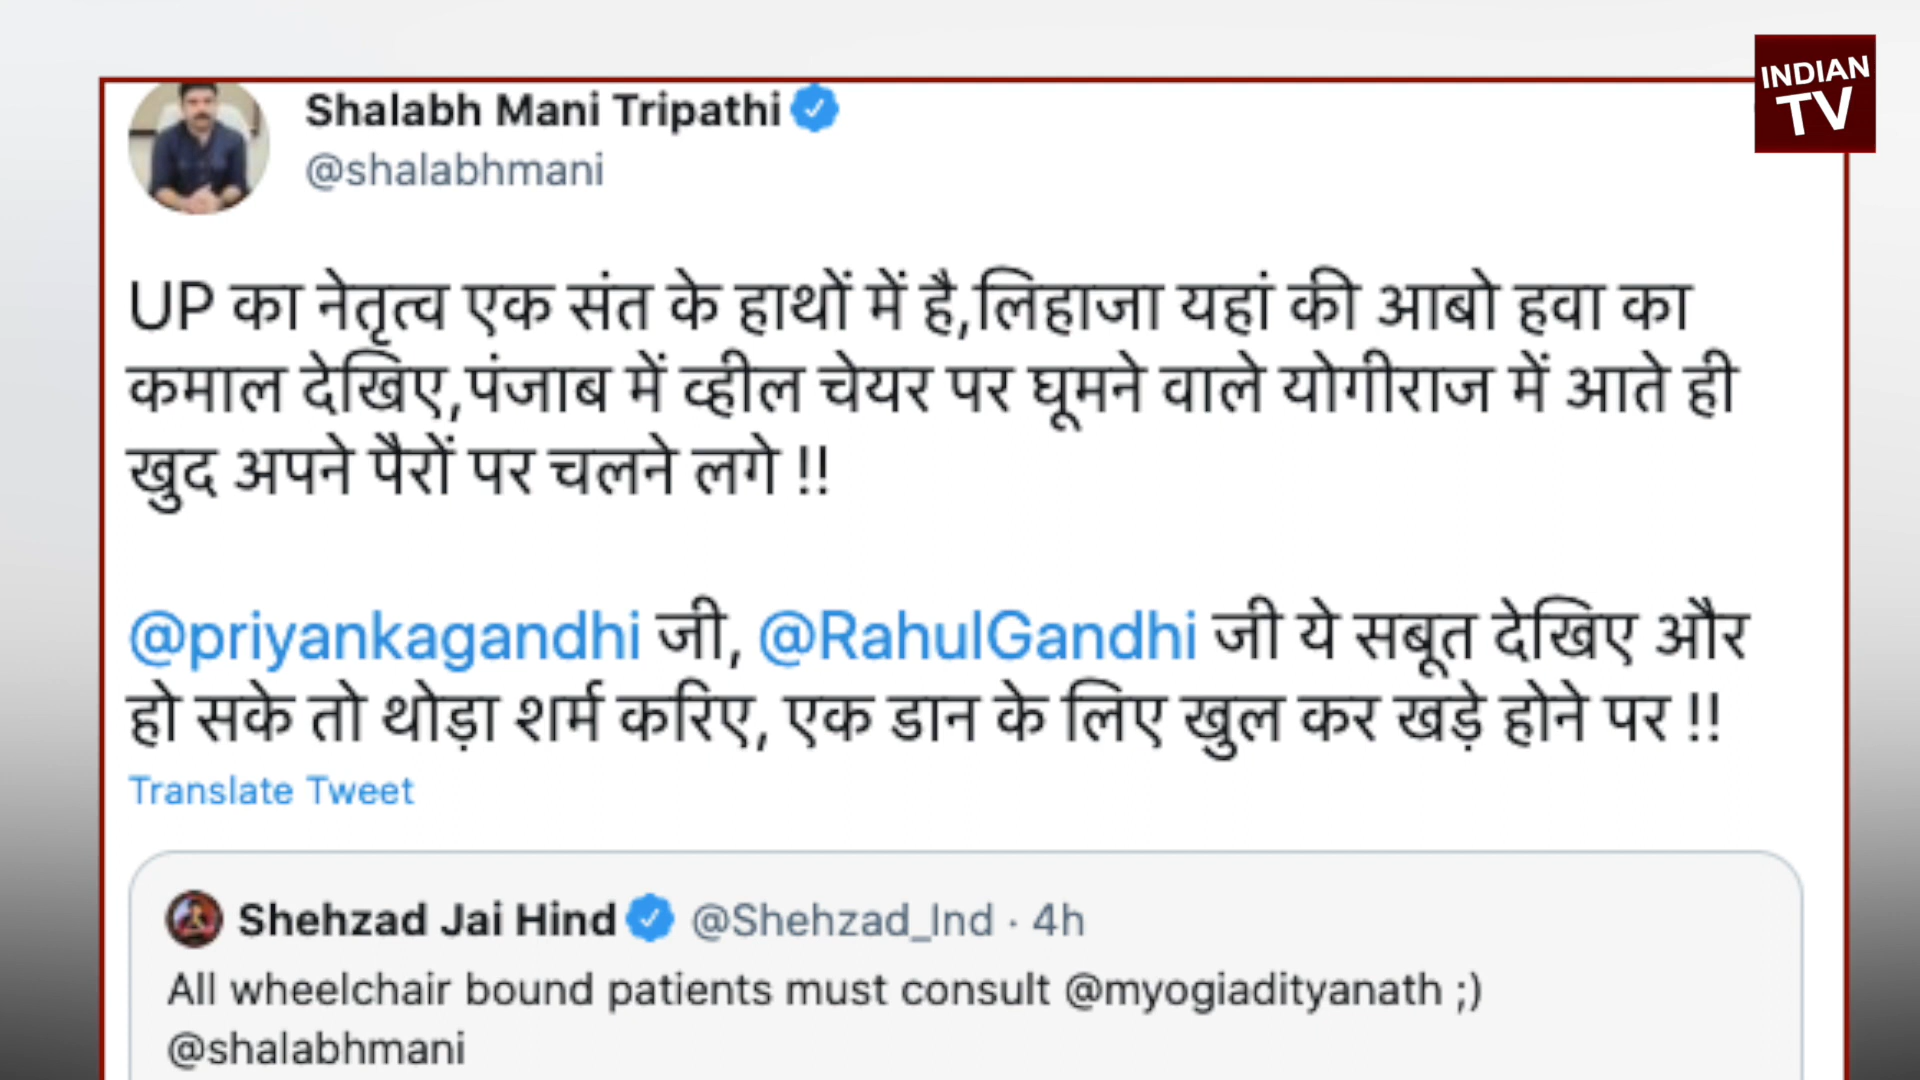 INDIAN
TV
Shalabh Mani Tripathi
@shalabhmani
UP का नेतृत्व एक संत के हाथों में है,लिहाजा यहां की आबो हवा का
कमाल देखिए,पंजाब में व्हील चेयर पर घूमने वाले योगीराज में आते ही
खुद अपने पैरों पर चलने लगे !!
@priyankagandhi जी, @RahulGandhi जी ये सबूत देखिए और
हो सके तो थोड़ा शर्म करिए, एक डान के लिए खुल कर खड़े होने पर !!
Translate Tweet
Shehzad Jai Hind @Shehzad_Ind · 4h
All wheelchair bound patients must consult @myogiadityanath ;)
@shalabhmani